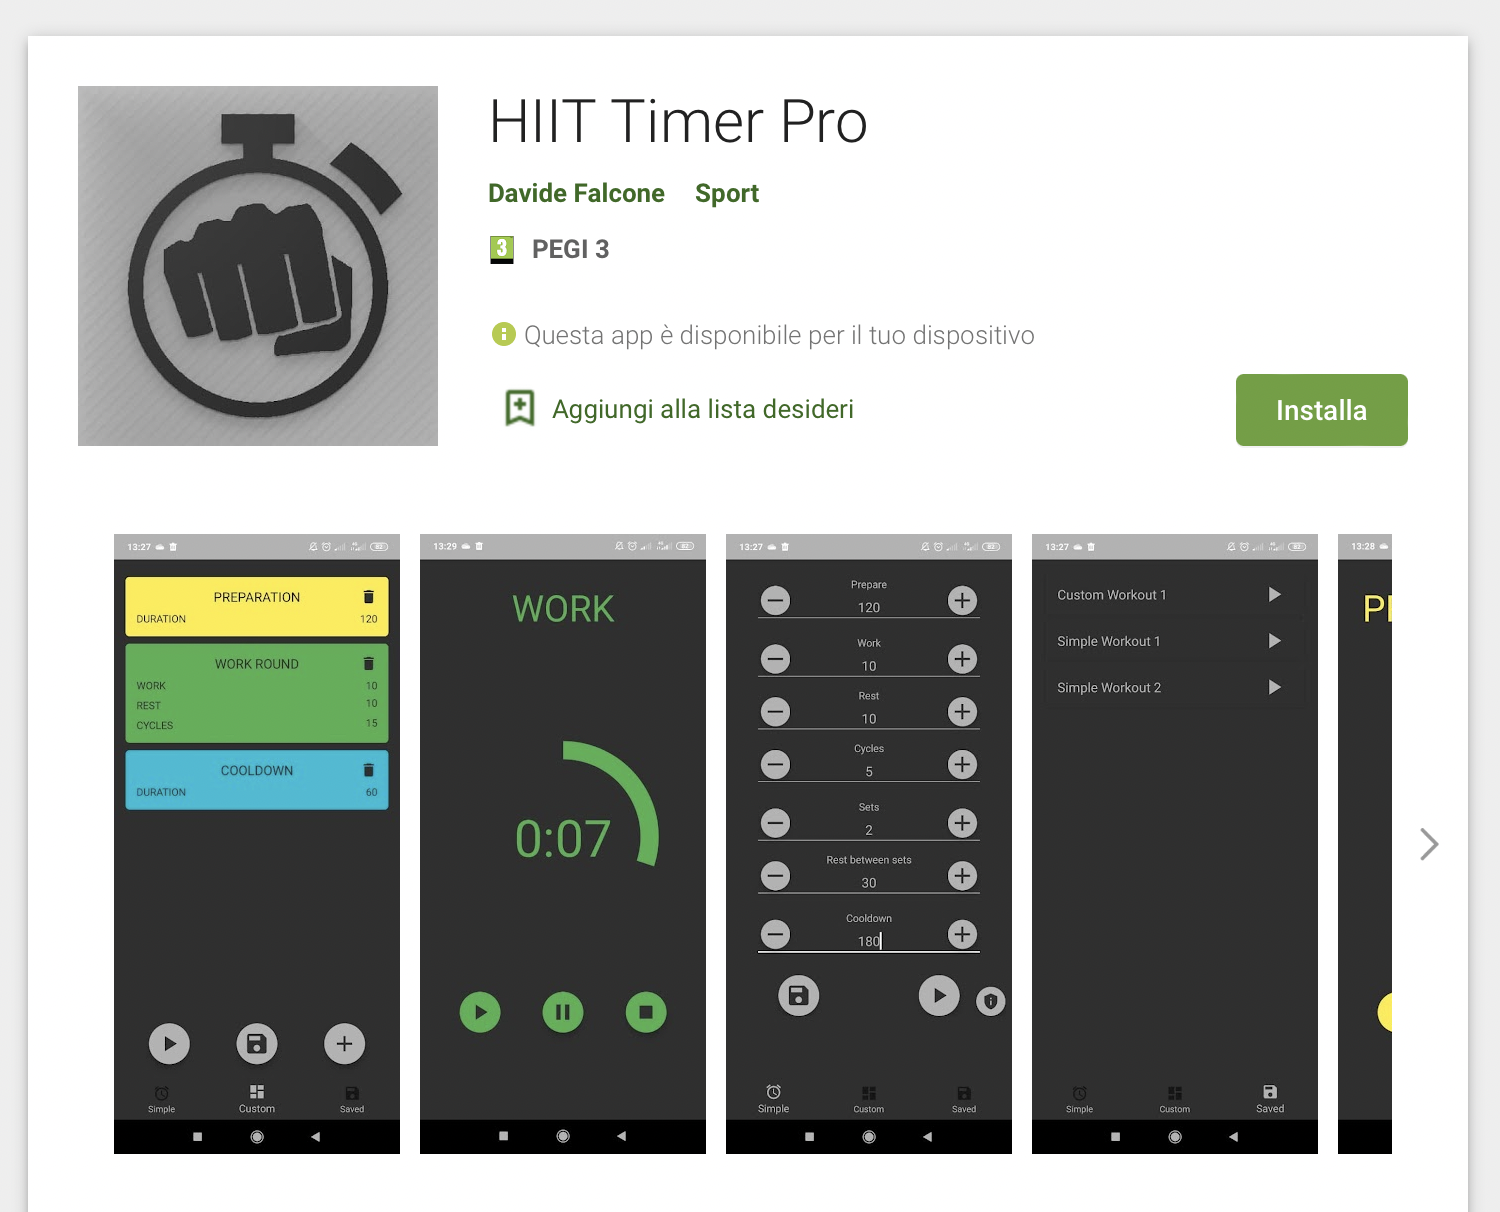 HIIT Timer Pro
Davide Falcone Sport
3 PEGI 3
Questa app è disponibile per il tuo dispositivo
Aggiungi alla lista desideri
Installa
13:27
PREPARATION
DURATION 120
WORK ROUND
WORK 10
REST 10
CYCLES 15
COOLDOWN
DURATION 60
Simple Custom Saved
13:29
WORK
0:07
13:27
Prepare
120
Work
10
Rest
10
Cycles
5
Sets
2
Rest between sets
30
Cooldown
180
Simple Custom Saved
13:27
Custom Workout 1
Simple Workout 1
Simple Workout 2
Simple Custom Saved
13:28